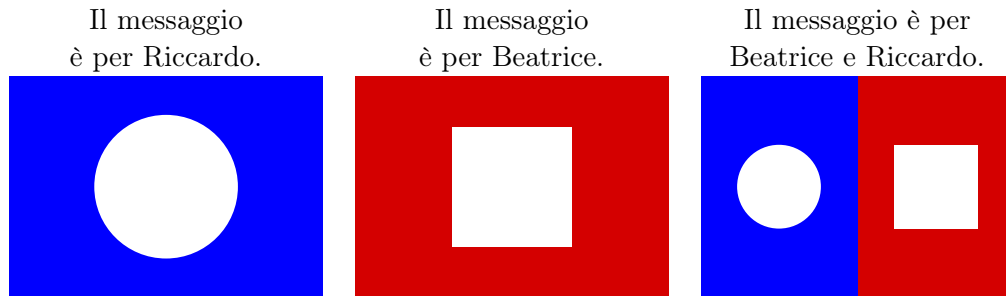 Il messaggio
è per Riccardo.
Il messaggio
è per Beatrice.
Il messaggio è per
Beatrice e Riccardo.